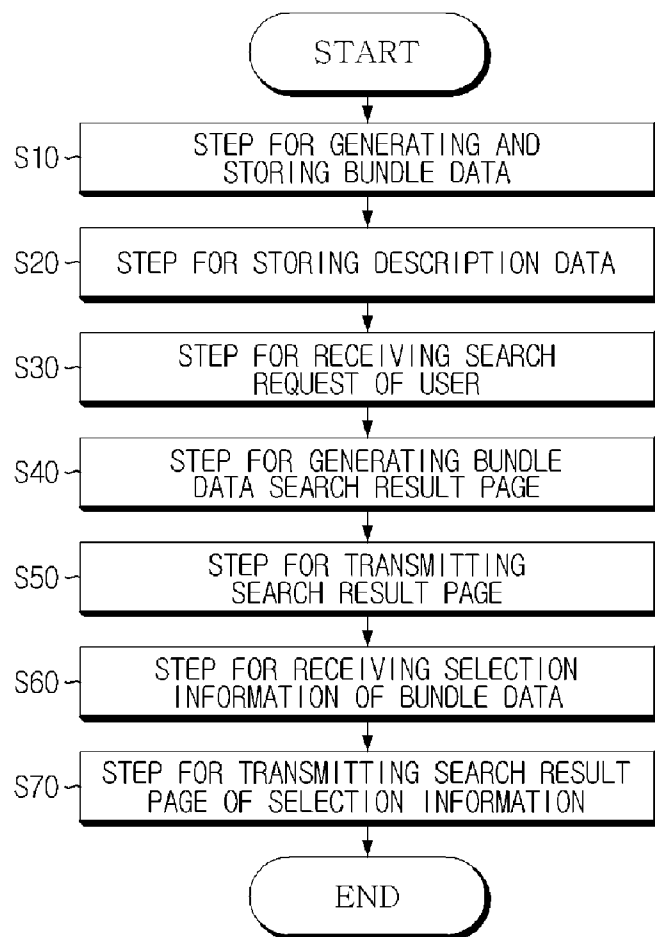 START
S10
STEP FOR GENERATING AND
STORING BUNDLE DATA
S20
STEP FOR STORING DESCRIPTION DATA
S30
STEP FOR RECEIVING SEARCH
REQUEST OF USER
S40
STEP FOR GENERATING BUNDLE
DATA SEARCH RESULT PAGE
S50
STEP FOR TRANSMITTING
SEARCH RESULT PAGE
S60
STEP FOR RECEIVING SELECTION
INFORMATION OF BUNDLE DATA
S70
STEP FOR TRANSMITTING SEARCH RESULT
PAGE OF SELECTION INFORMATION
END